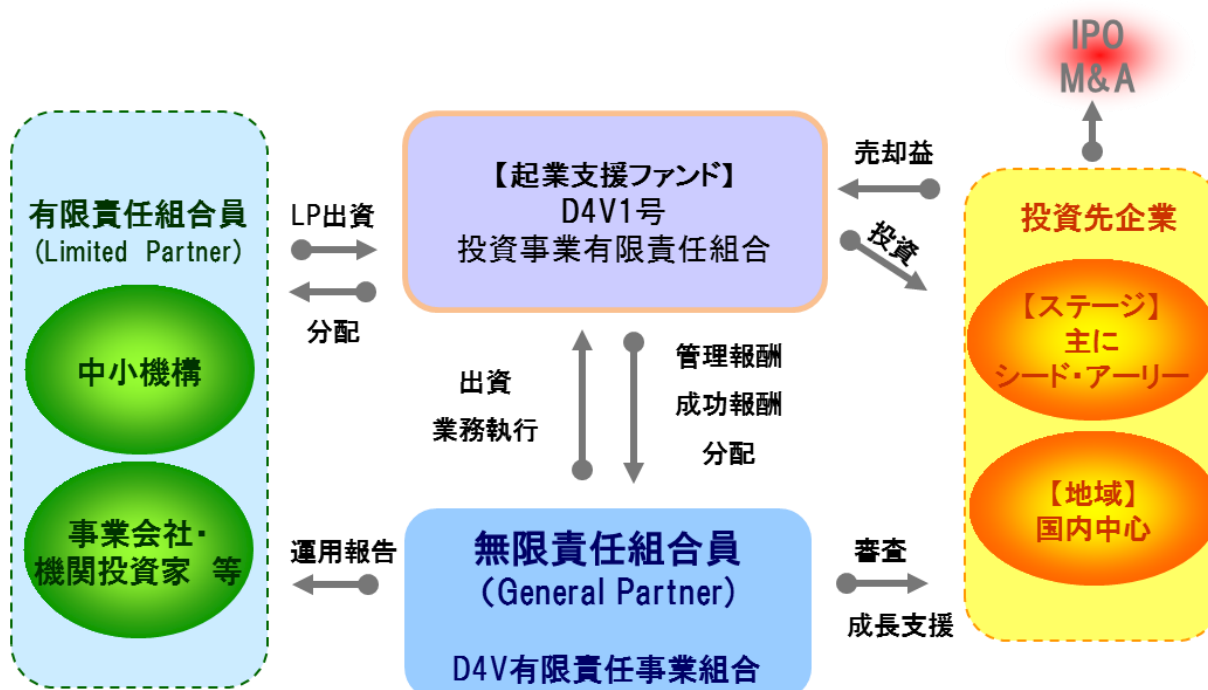 IPO
M&A
【起業支援ファンド】
D4V1号
投資事業有限責任組合
売却益
投資
有限責任組合員
(Limited Partner)
LP出資
分配
中小機構
事業会社・
機関投資家 等
投資先企業
【ステージ】
主に
シード・アーリー
【地域】
国内中心
出資
業務執行
管理報酬
成功報酬
分配
運用報告
無限責任組合員
(General Partner)
D4V有限責任事業組合
審査
成長支援